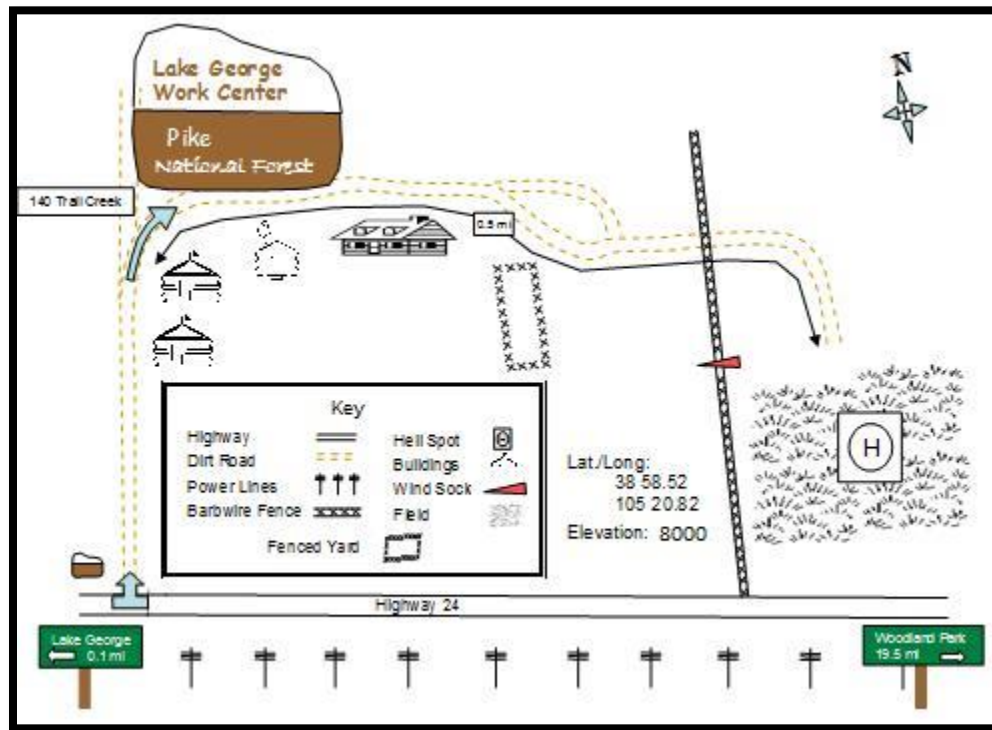 Lake George
Work Center
Pike
National Forest
N
140 Trail Creek
0.5 mi
Key
Highway
Dirt Road
Power Lines
Barbwire Fence
Heli Spot
Buildings
Wind Sock
Field
Fenced Yard
H
Lat./Long:
38 58.52
105 20.82
Elevation: 8000
H
Highway 24
Lake George
0.1 mi
Woodland Park
19.5 mi